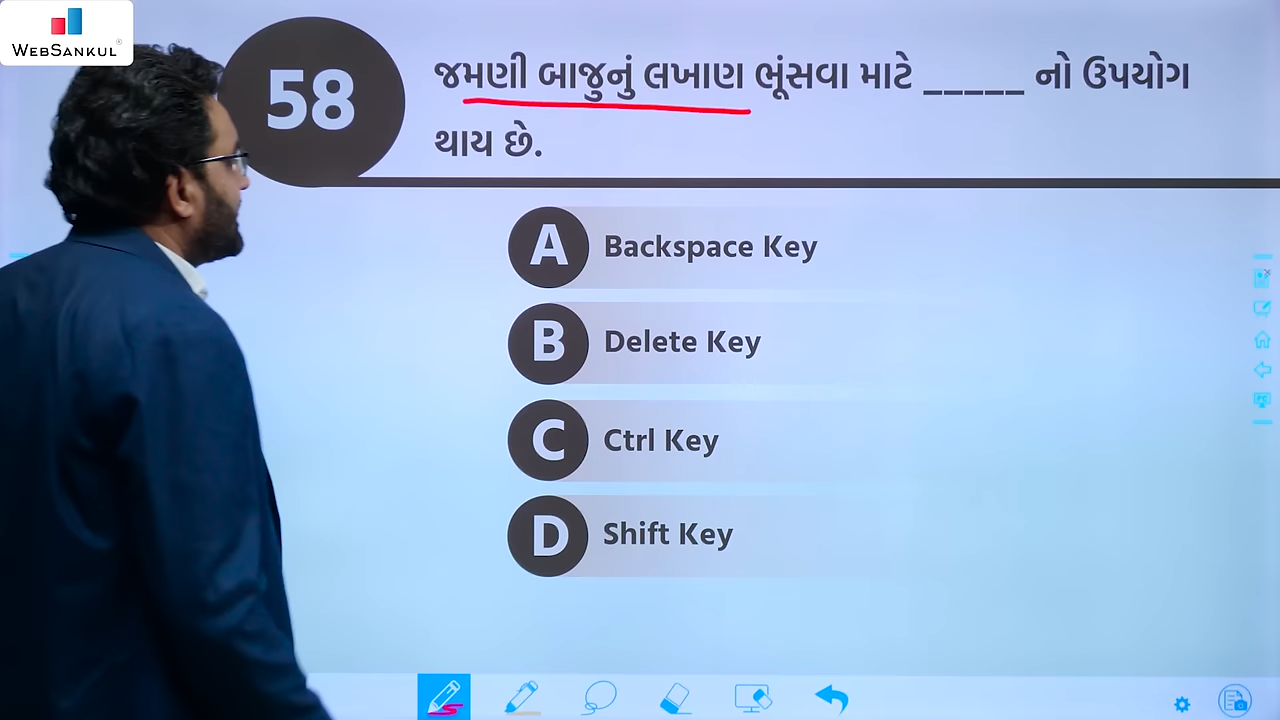 WEBSANKUL®
58
જમણી બાજુનું લખાણ ભૂંસવા માટે _____ નો ઉપયોગ
થાય છે.
A Backspace Key
B Delete Key
C Ctrl Key
D Shift Key